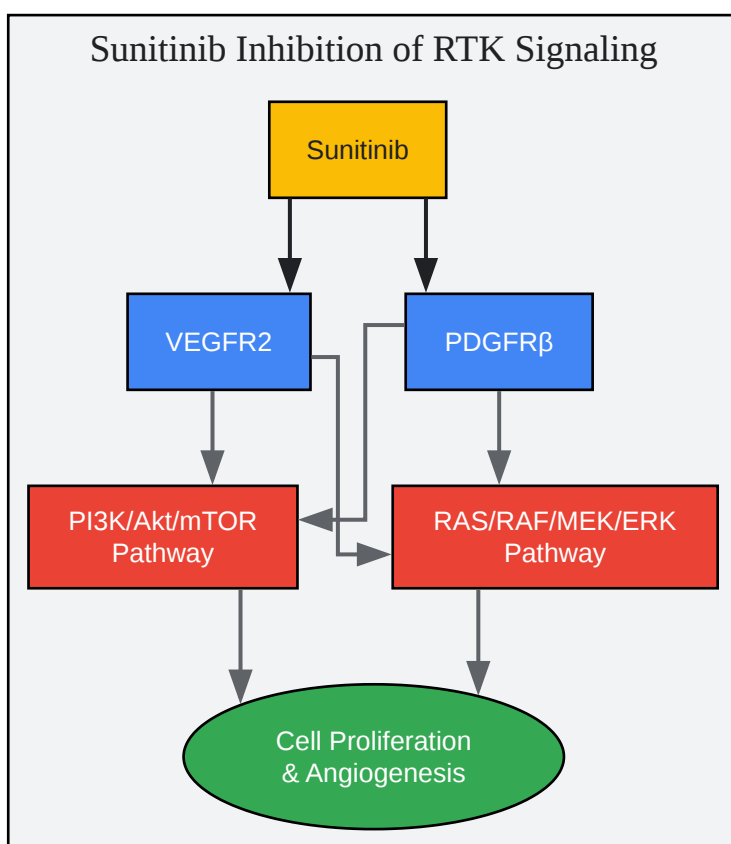 Sunitinib Inhibition of RTK Signaling
Sunitinib
VEGFR2
PDGFRβ
PI3K/Akt/mTOR
Pathway
RAS/RAF/MEK/ERK
Pathway
Cell Proliferation
& Angiogenesis